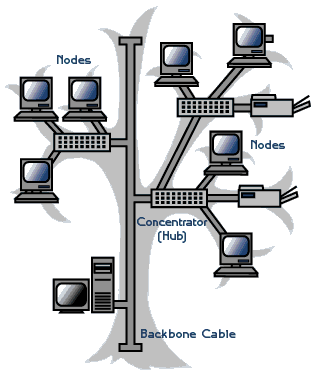 Nodes
Nodes
Concentrator
(Hub)
Backbone Cable